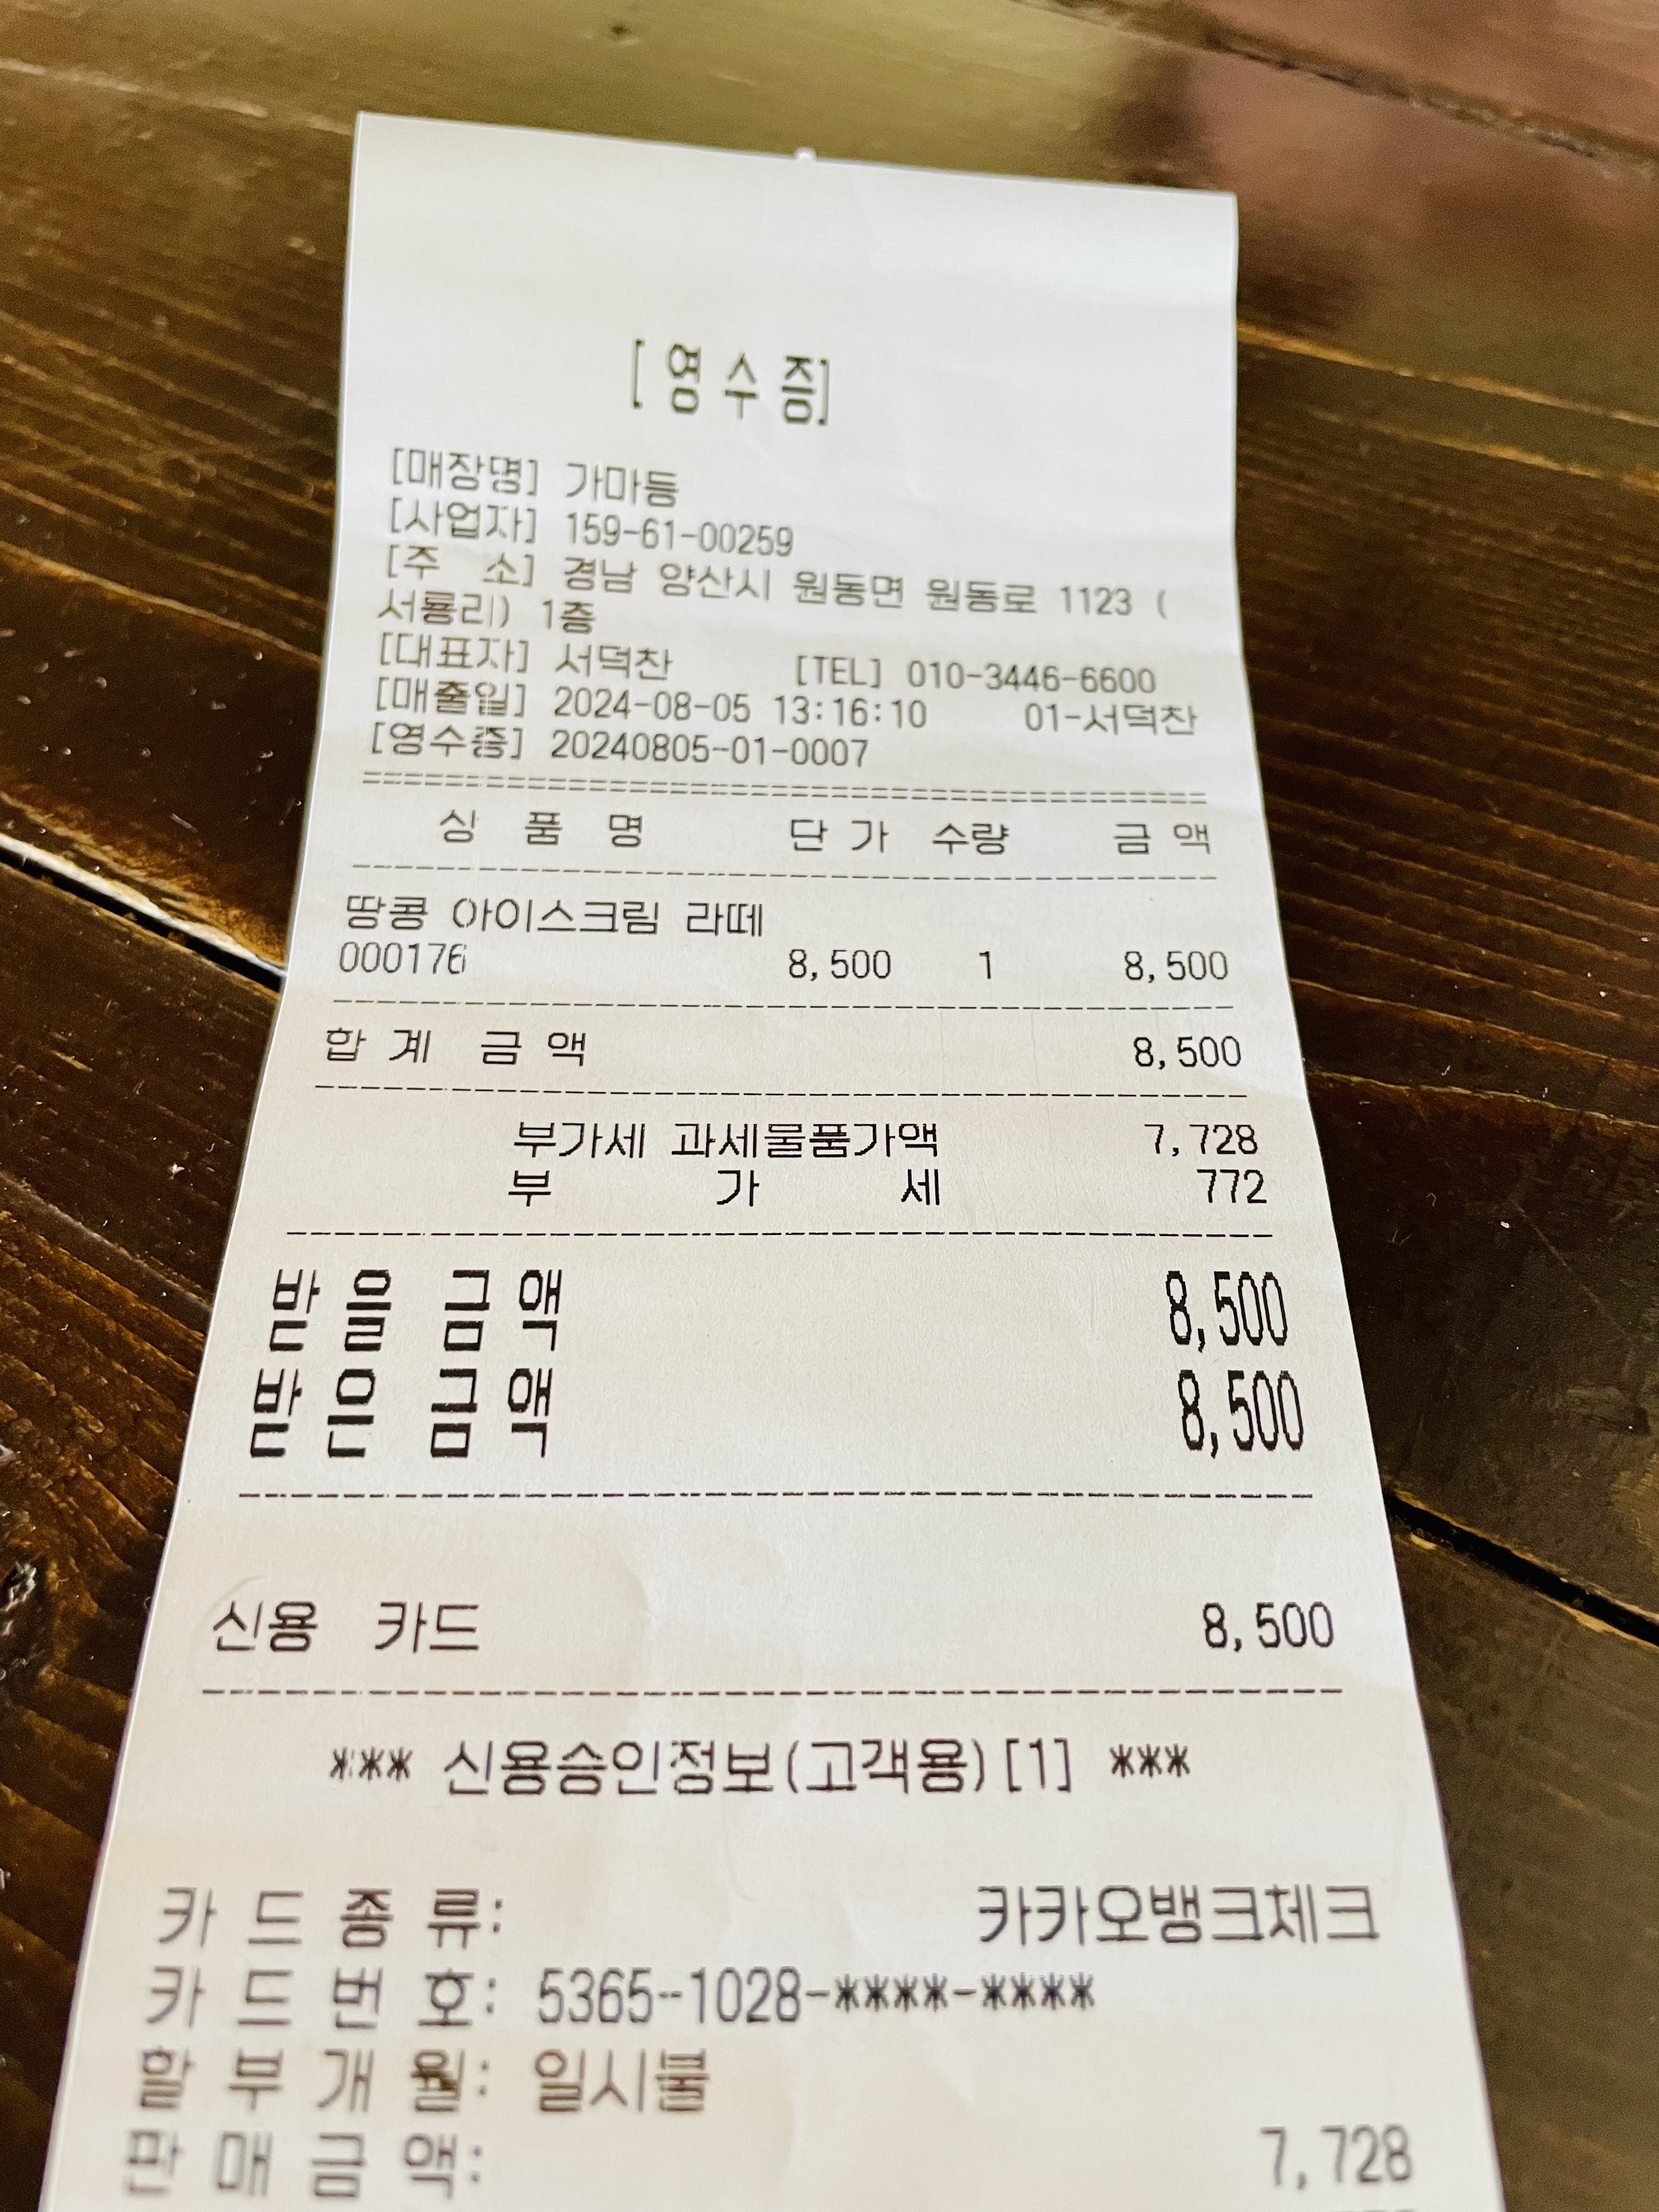 [ 영 수 증]
[매장명] 가마등
[사업자] 159-61-00259
[주 소] 경남 양산시 원동면 원동로 1123 (
서룡리) 1층
[대표자] 서덕찬 [TEL] 010-3446-6600
[매출일] 2024-08-05 13:16:10 01-서덕찬
[영수증] 20240805-01-0007
상 품 명 단 가 수량 금 액
땅콩 아이스크림 라떼
000176 8,500 1 8,500
합 계 금 액 8,500
부가세 과세물품가액 7,728
부 가 세 772
받 을 금 액 8,500
받 은 금 액 8,500
신용 카드 8,500
*** 신용승인정보(고객용)[1] ***
카 드 종 류: 카카오뱅크체크
카 드 번 호: 5365-1028-****-****
할 부 개 월: 일시불
판 매 금 액: 7,728